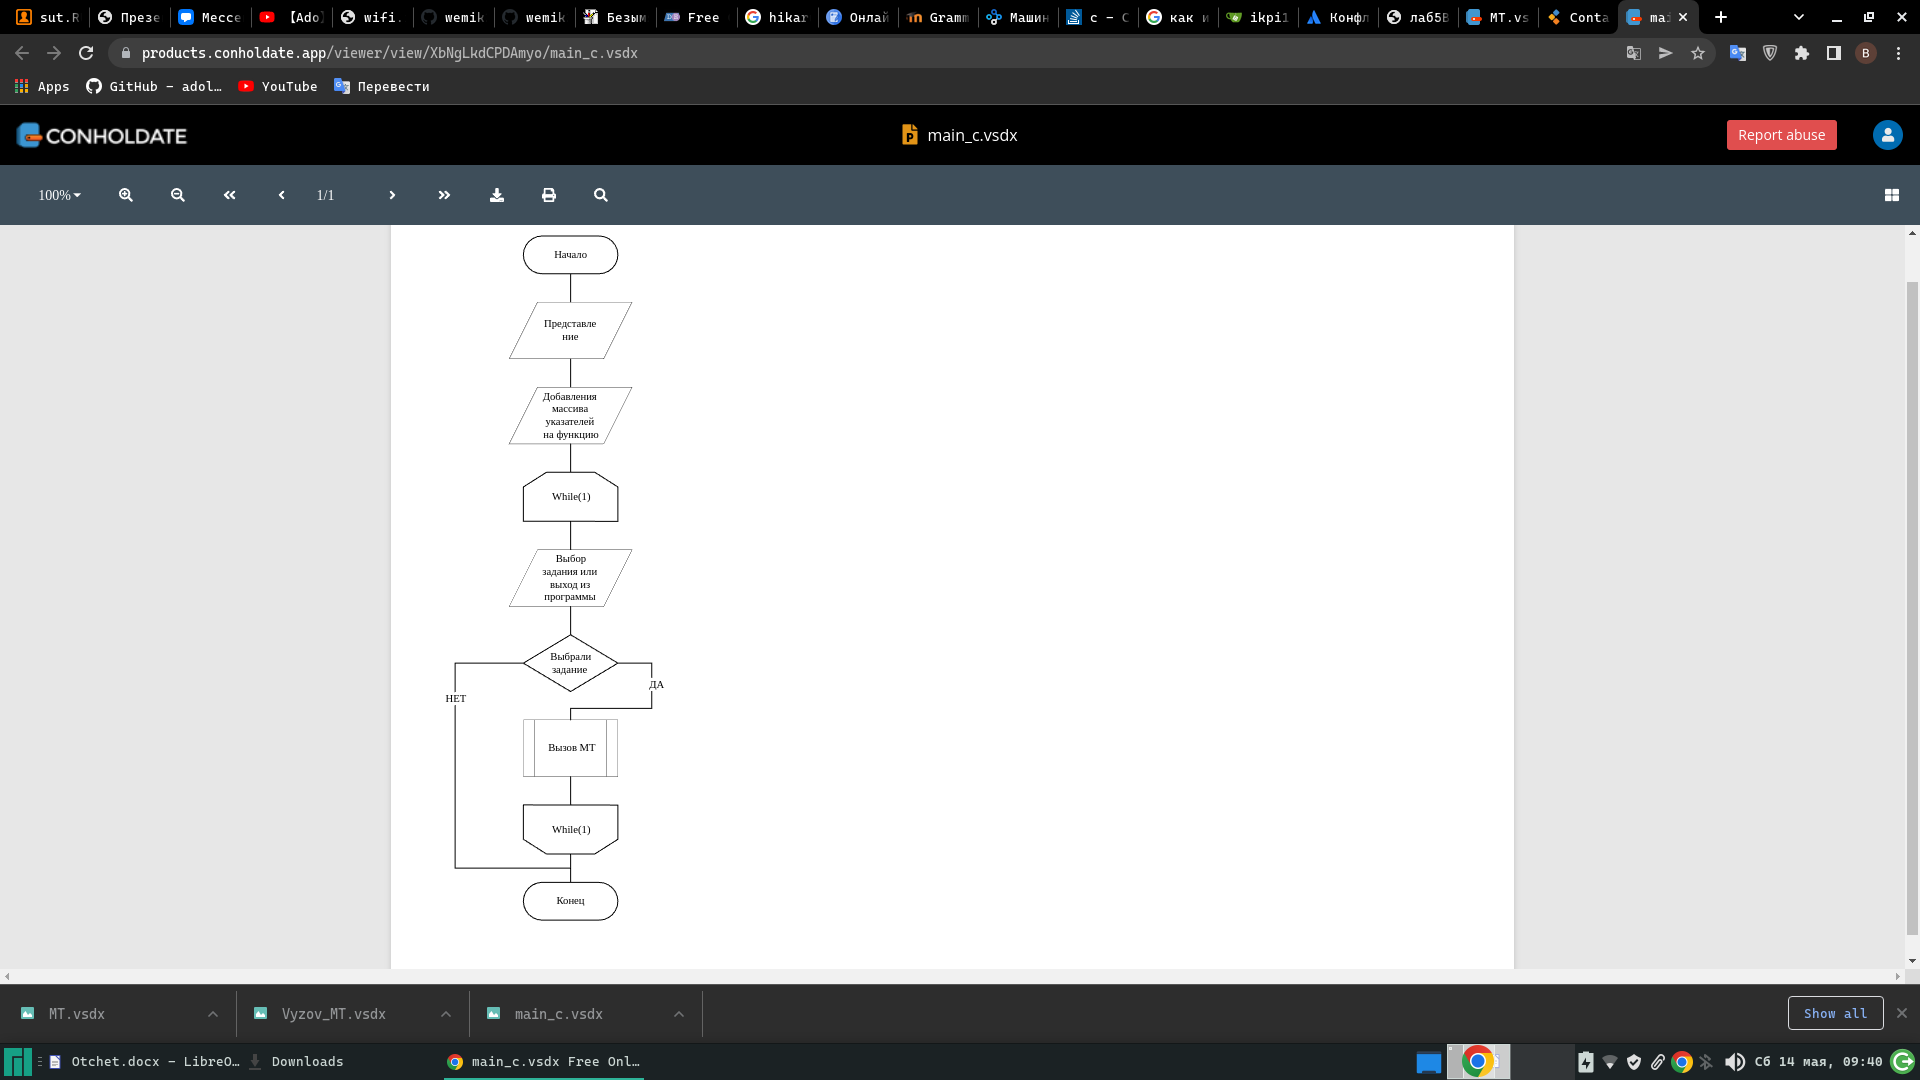 sut.R
Презе
Мессе
【Ado
wifi.
wemik
wemik
Безым
Free
hikar
Онлай
Gramm
Машин
c - С
как и
ikpi1
Конфл
лаб5В
MT.vs
Conta
mai
products.conholdate.app/viewer/view/XbNgLkdCPDAmyo/main_c.vsdx
B
Apps
GitHub - adol…
YouTube
Перевести
CONHOLDATE
main_c.vsdx
Report abuse
100%
1/1
Начало
Представле
ние
Добавления
массива
указателей
на функцию
While(1)
Выбор
задания или
выход из
программы
Выбрали
задание
ДА
НЕТ
Вызов МТ
While(1)
Конец
MT.vsdx
Vyzov_MT.vsdx
main_c.vsdx
Show all
Otchet.docx - LibreO…
Downloads
main_c.vsdx Free Onl…
Сб 14 мая, 09:40